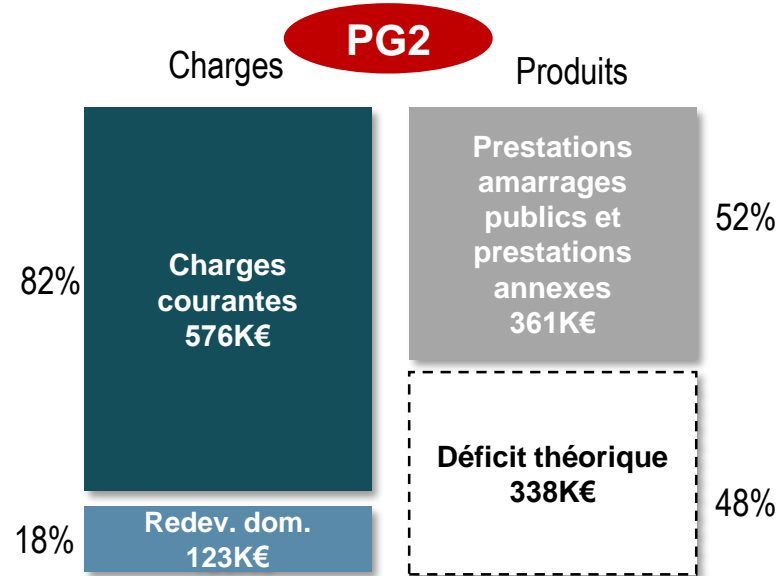 PG2
Charges
Produits
82%
Charges
courantes
576K€
18%
Redev. dom.
123K€
Prestations
amarrages
publics et
prestations
annexes
361K€
52%
Déficit théorique
338K€
48%